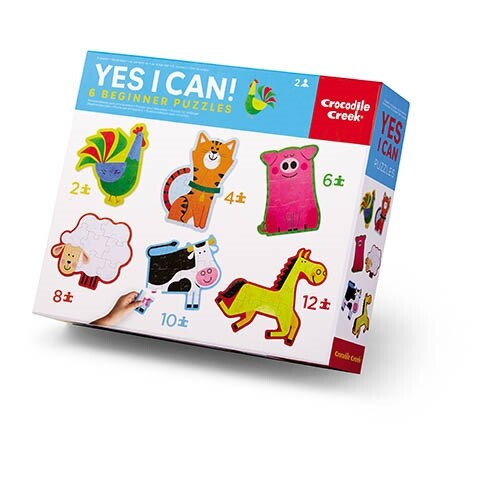 YES I CAN!
6 BEGINNER PUZZLES
2
Crocodile
Creek®
2
4
6
8
10
12
YES
I CAN
PUZZLES
Crocodile Creek